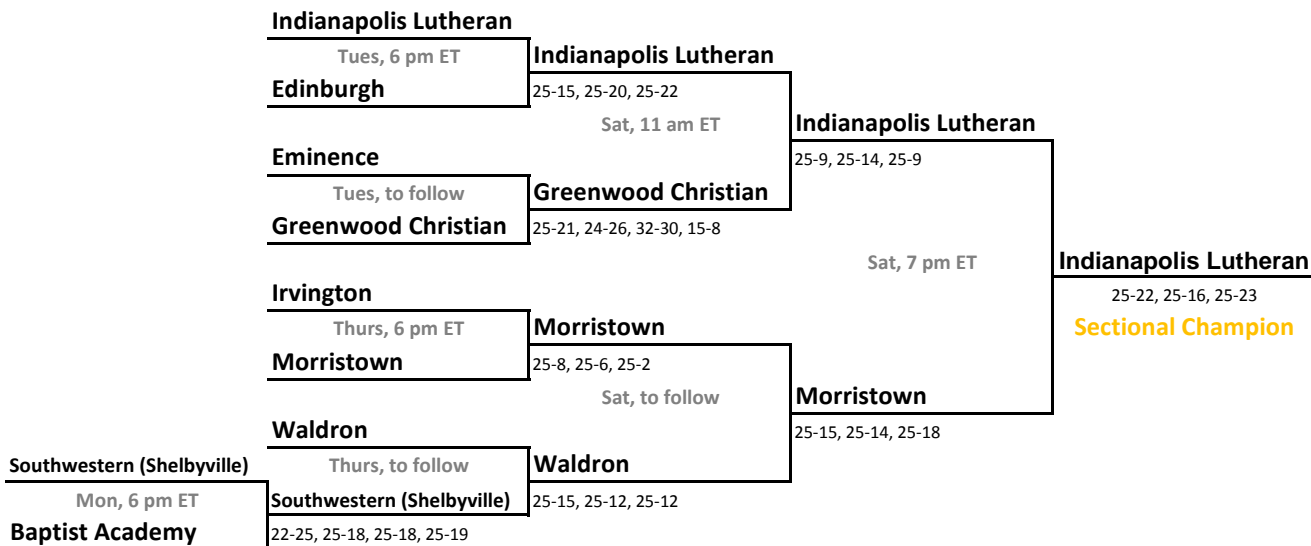 Indianapolis Lutheran
Tues, 6 pm ET
Indianapolis Lutheran
Edinburgh
25-15, 25-20, 25-22
Sat, 11 am ET
Indianapolis Lutheran
Eminence
25-9, 25-14, 25-9
Tues, to follow
Greenwood Christian
Greenwood Christian
25-21, 24-26, 32-30, 15-8
Sat, 7 pm ET
Indianapolis Lutheran
Irvington
25-22, 25-16, 25-23
Thurs, 6 pm ET
Morristown
Sectional Champion
Morristown
25-8, 25-6, 25-2
Sat, to follow
Morristown
Waldron
25-15, 25-14, 25-18
Southwestern (Shelbyville)
Thurs, to follow
Waldron
Mon, 6 pm ET
Southwestern (Shelbyville)
25-15, 25-12, 25-12
Baptist Academy
22-25, 25-18, 25-18, 25-19